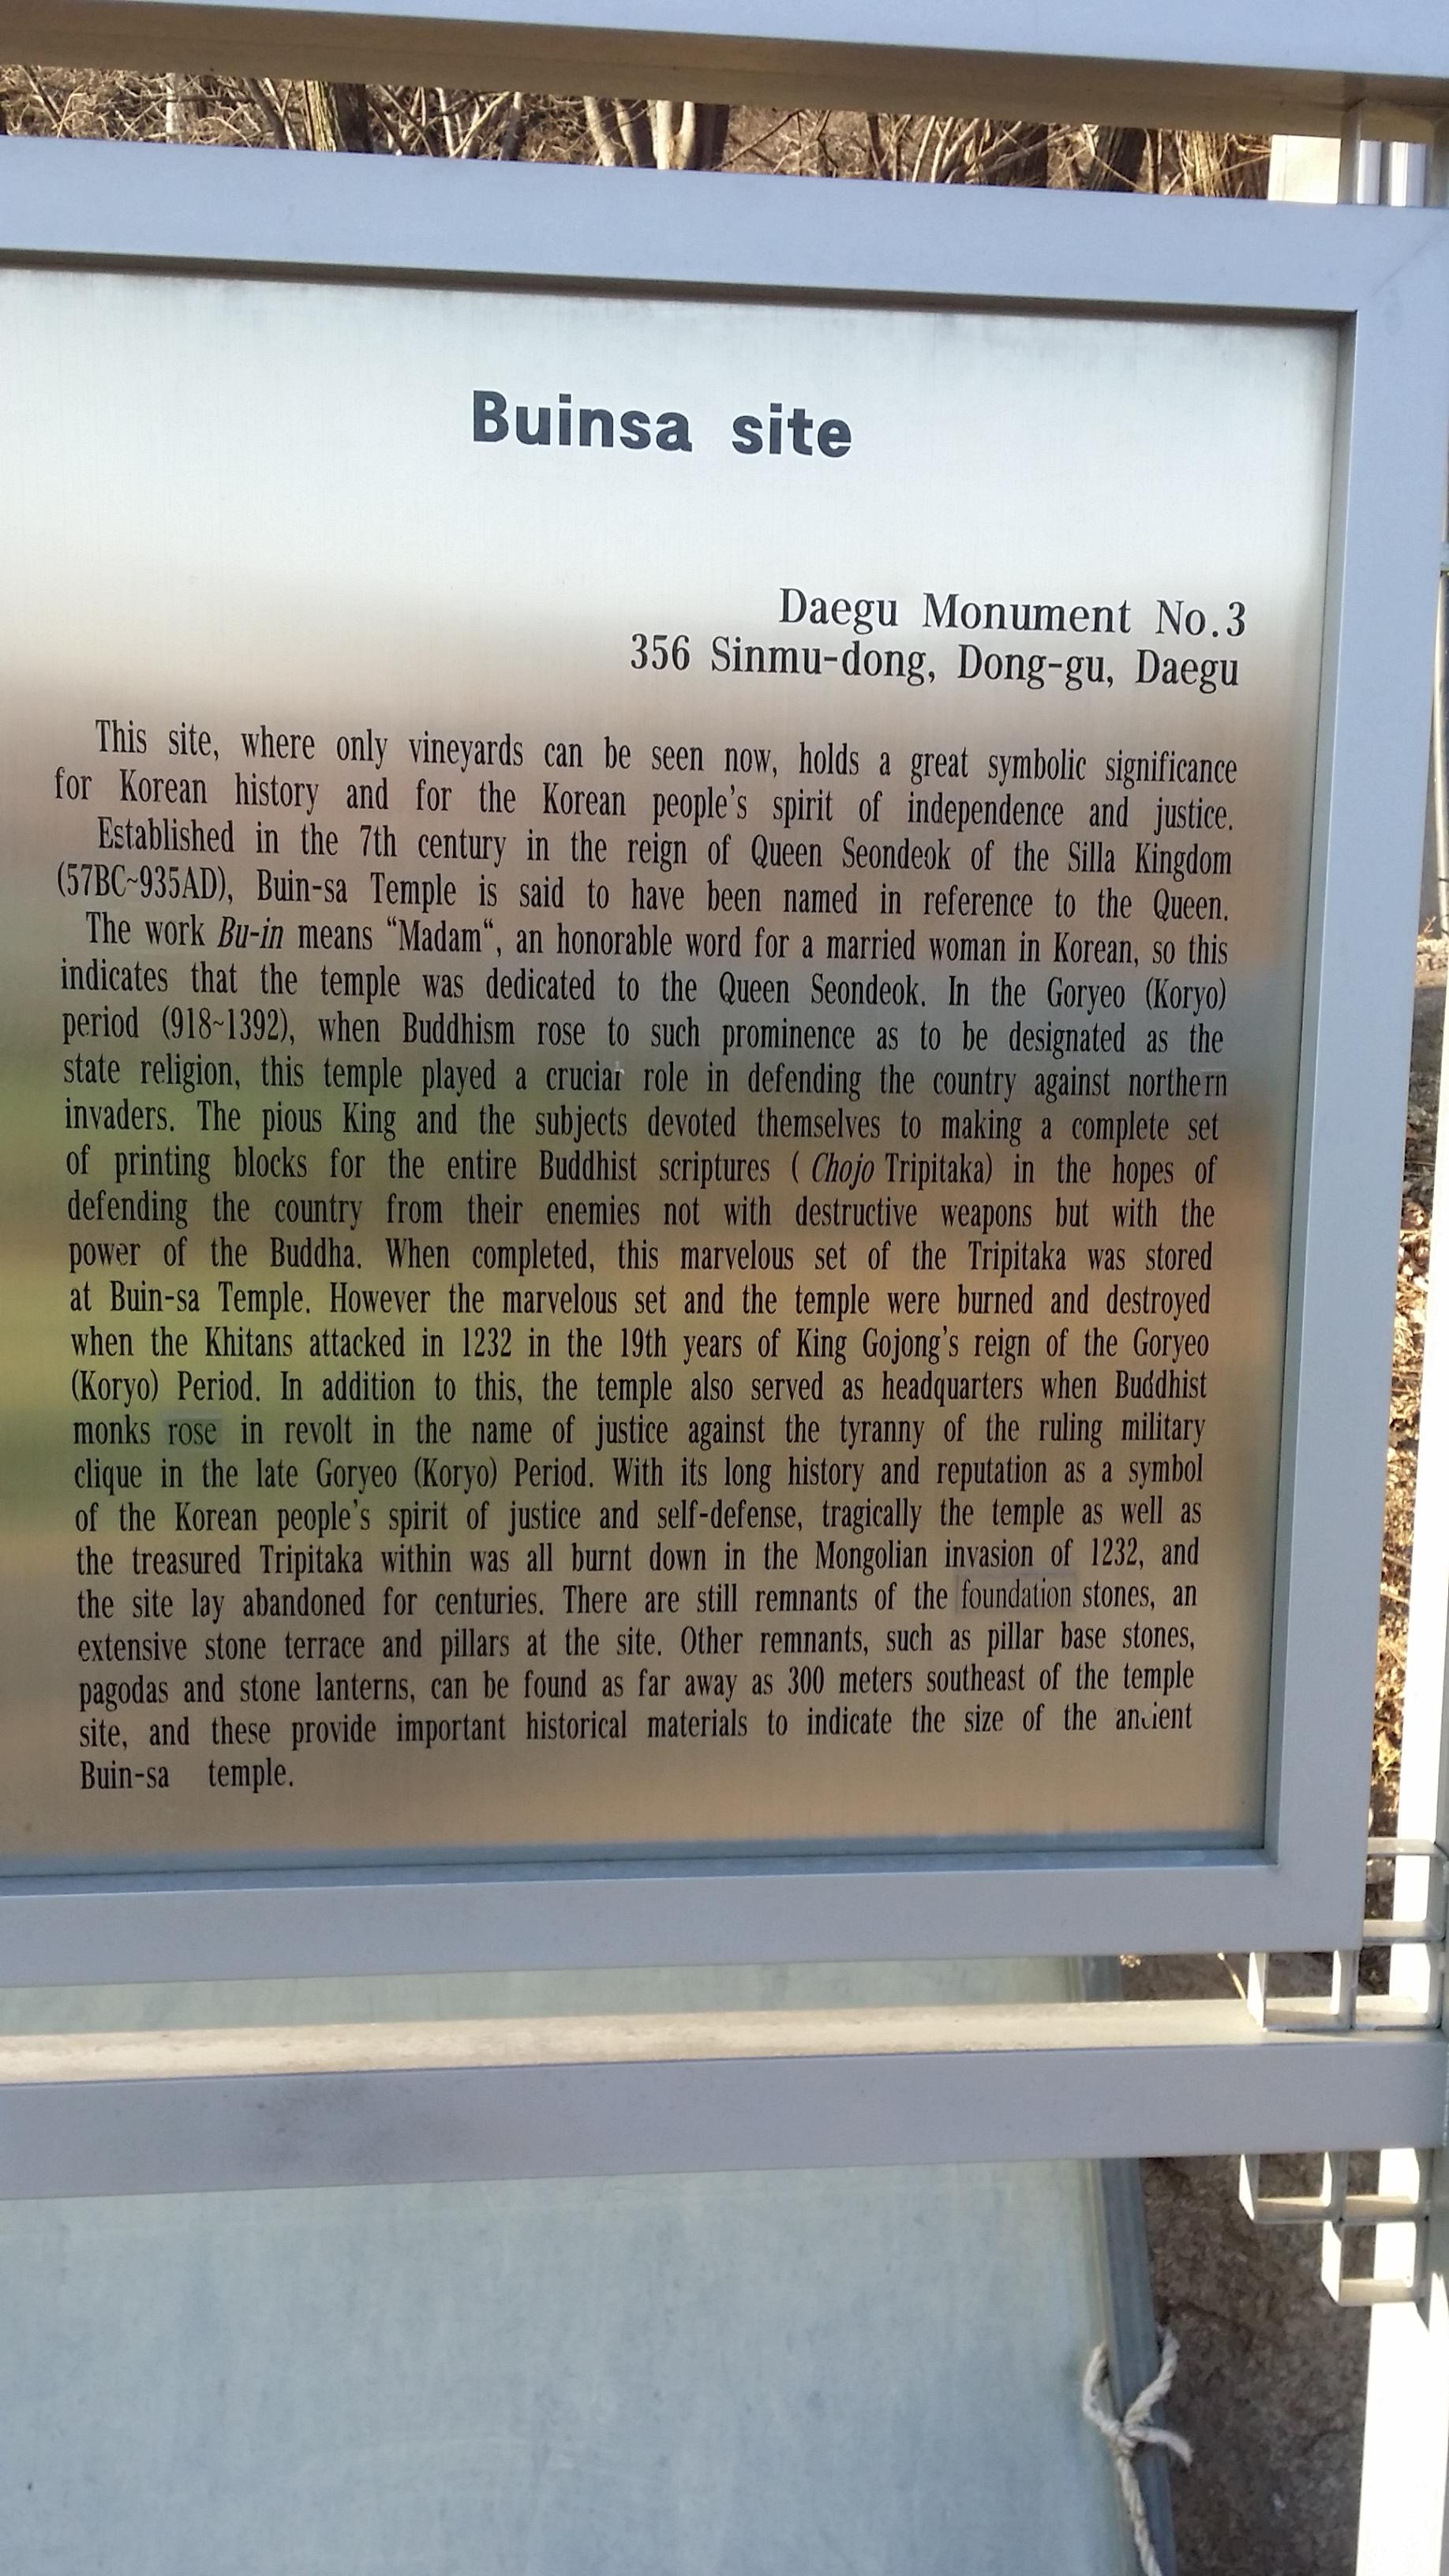 Buinsa site
Daegu Monument No.3
356 Sinmu-dong, Dong-gu, Daegu
This site, where only vineyards can be seen now, holds a great symbolic significance
for Korean history and for the Korean people's spirit of independence and justice.
Established in the 7th century in the reign of Queen Seondeok of the Silla Kingdom
(57BC~935AD), Buin-sa Temple is said to have been named in reference to the Queen.
The work Bu-in means “Madam“, an honorable word for a married woman in Korean, so this
indicates that the temple was dedicated to the Queen Seondeok. In the Goryeo (Koryo)
period (918~1392), when Buddhism rose to such prominence as to be designated as the
state religion, this temple played a cruciar role in defending the country against northern
invaders. The pious King and the subjects devoted themselves to making a complete set
of printing blocks for the entire Buddhist scriptures ( Chojo Tripitaka) in the hopes of
defending the country from their enemies not with destructive weapons but with the
power of the Buddha. When completed, this marvelous set of the Tripitaka was stored
at Buin-sa Temple. However the marvelous set and the temple were burned and destroyed
when the Khitans attacked in 1232 in the 19th years of King Gojong's reign of the Goryeo
(Koryo) Period. In addition to this, the temple also served as headquarters when Buddhist
monks rose in revolt in the name of justice against the tyranny of the ruling military
clique in the late Goryeo (Koryo) Period. With its long history and reputation as a symbol
of the Korean people's spirit of justice and self-defense, tragically the temple as well as
the treasured Tripitaka within was all burnt down in the Mongolian invasion of 1232, and
the site lay abandoned for centuries. There are still remnants of the foundation stones, an
extensive stone terrace and pillars at the site. Other remnants, such as pillar base stones,
pagodas and stone lanterns, can be found as far away as 300 meters southeast of the temple
site, and these provide important historical materials to indicate the size of the ancient
Buin-sa temple.